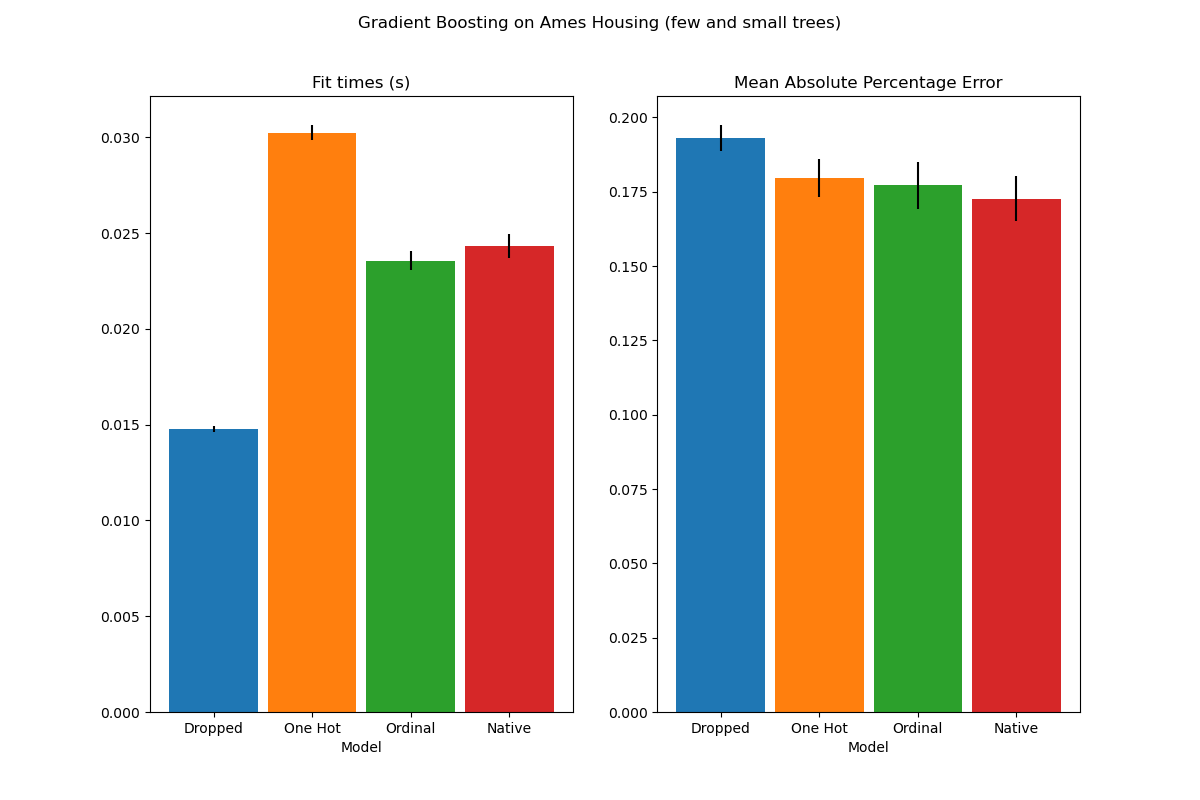 Gradient Boosting on Ames Housing (few and small trees)
Fit times (s)
0.030
0.025
0.020
0.015
0.010
0.005
0.000
Dropped One Hot Ordinal Native
Model
Mean Absolute Percentage Error
0.200
0.175
0.150
0.125
0.100
0.075
0.050
0.025
0.000
Dropped One Hot Ordinal Native
Model